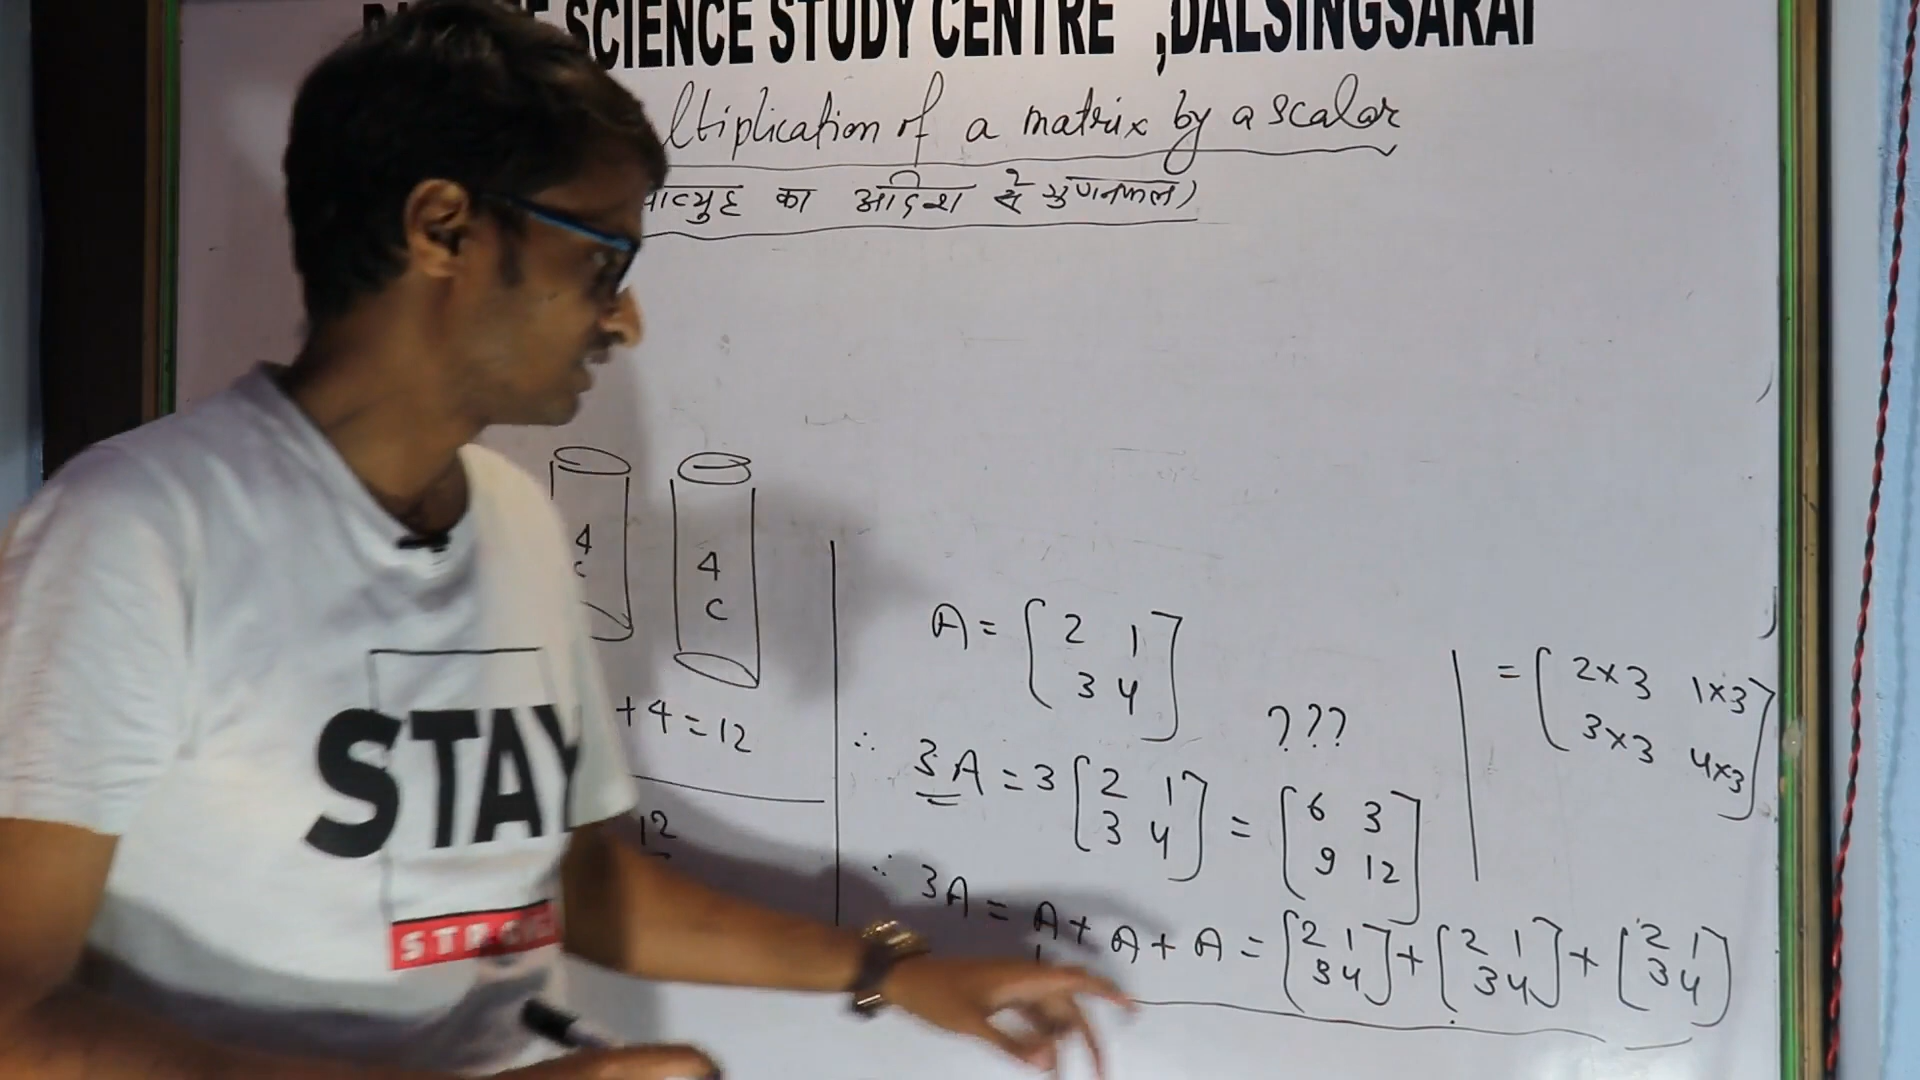 SCIENCE STUDY CENTRE ,DALSINGSARAI
ltiplication of a matrix by a scalar
का आदिश से गुणनफल)
4
c
4
C
+4=12
12
A = [2 1
3 4]
∴ 3A = 3 [2 1
3 4] = [6 3
9 12]
???
∴ 3A = A + A + A = [2 1
3 4] + [2 1
3 4] + [2 1
3 4]
= [2×3 1×3
3×3 4×3]
STAY